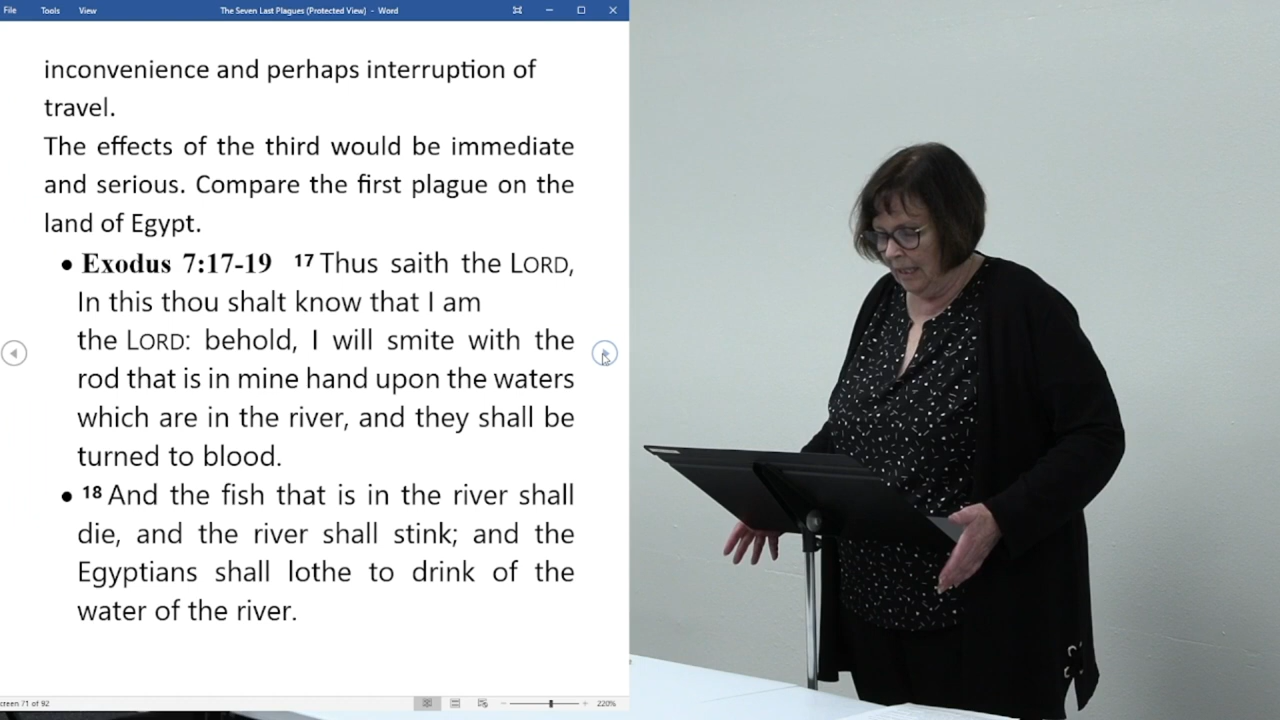 File Tools View The Seven Last Plagues (Protected View) - Word
inconvenience and perhaps interruption of
travel.
The effects of the third would be immediate
and serious. Compare the first plague on the
land of Egypt.
• Exodus 7:17-19 17 Thus saith the LORD,
In this thou shalt know that I am
the LORD: behold, I will smite with the
rod that is in mine hand upon the waters
which are in the river, and they shall be
turned to blood.
• 18 And the fish that is in the river shall
die, and the river shall stink; and the
Egyptians shall lothe to drink of the
water of the river.
creen 71 of 92 220%